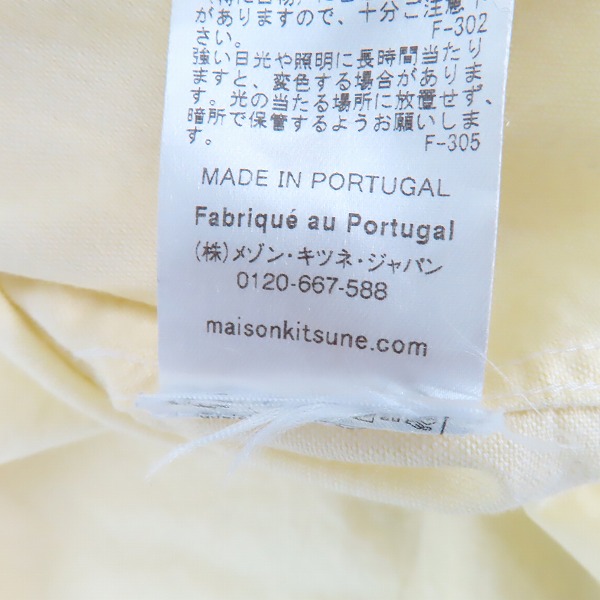 がありますので、十分ご注意下
さい。 F-302
強い日光や照明に長時間当たり
ますと、変色する場合がありま
す。光の当たる場所に放置せず、
暗所で保管するようお願いしま
す。 F-305
MADE IN PORTUGAL
Fabriqué au Portugal
(株)メゾン・キツネ・ジャパン
0120-667-588
maisonkitsune.com